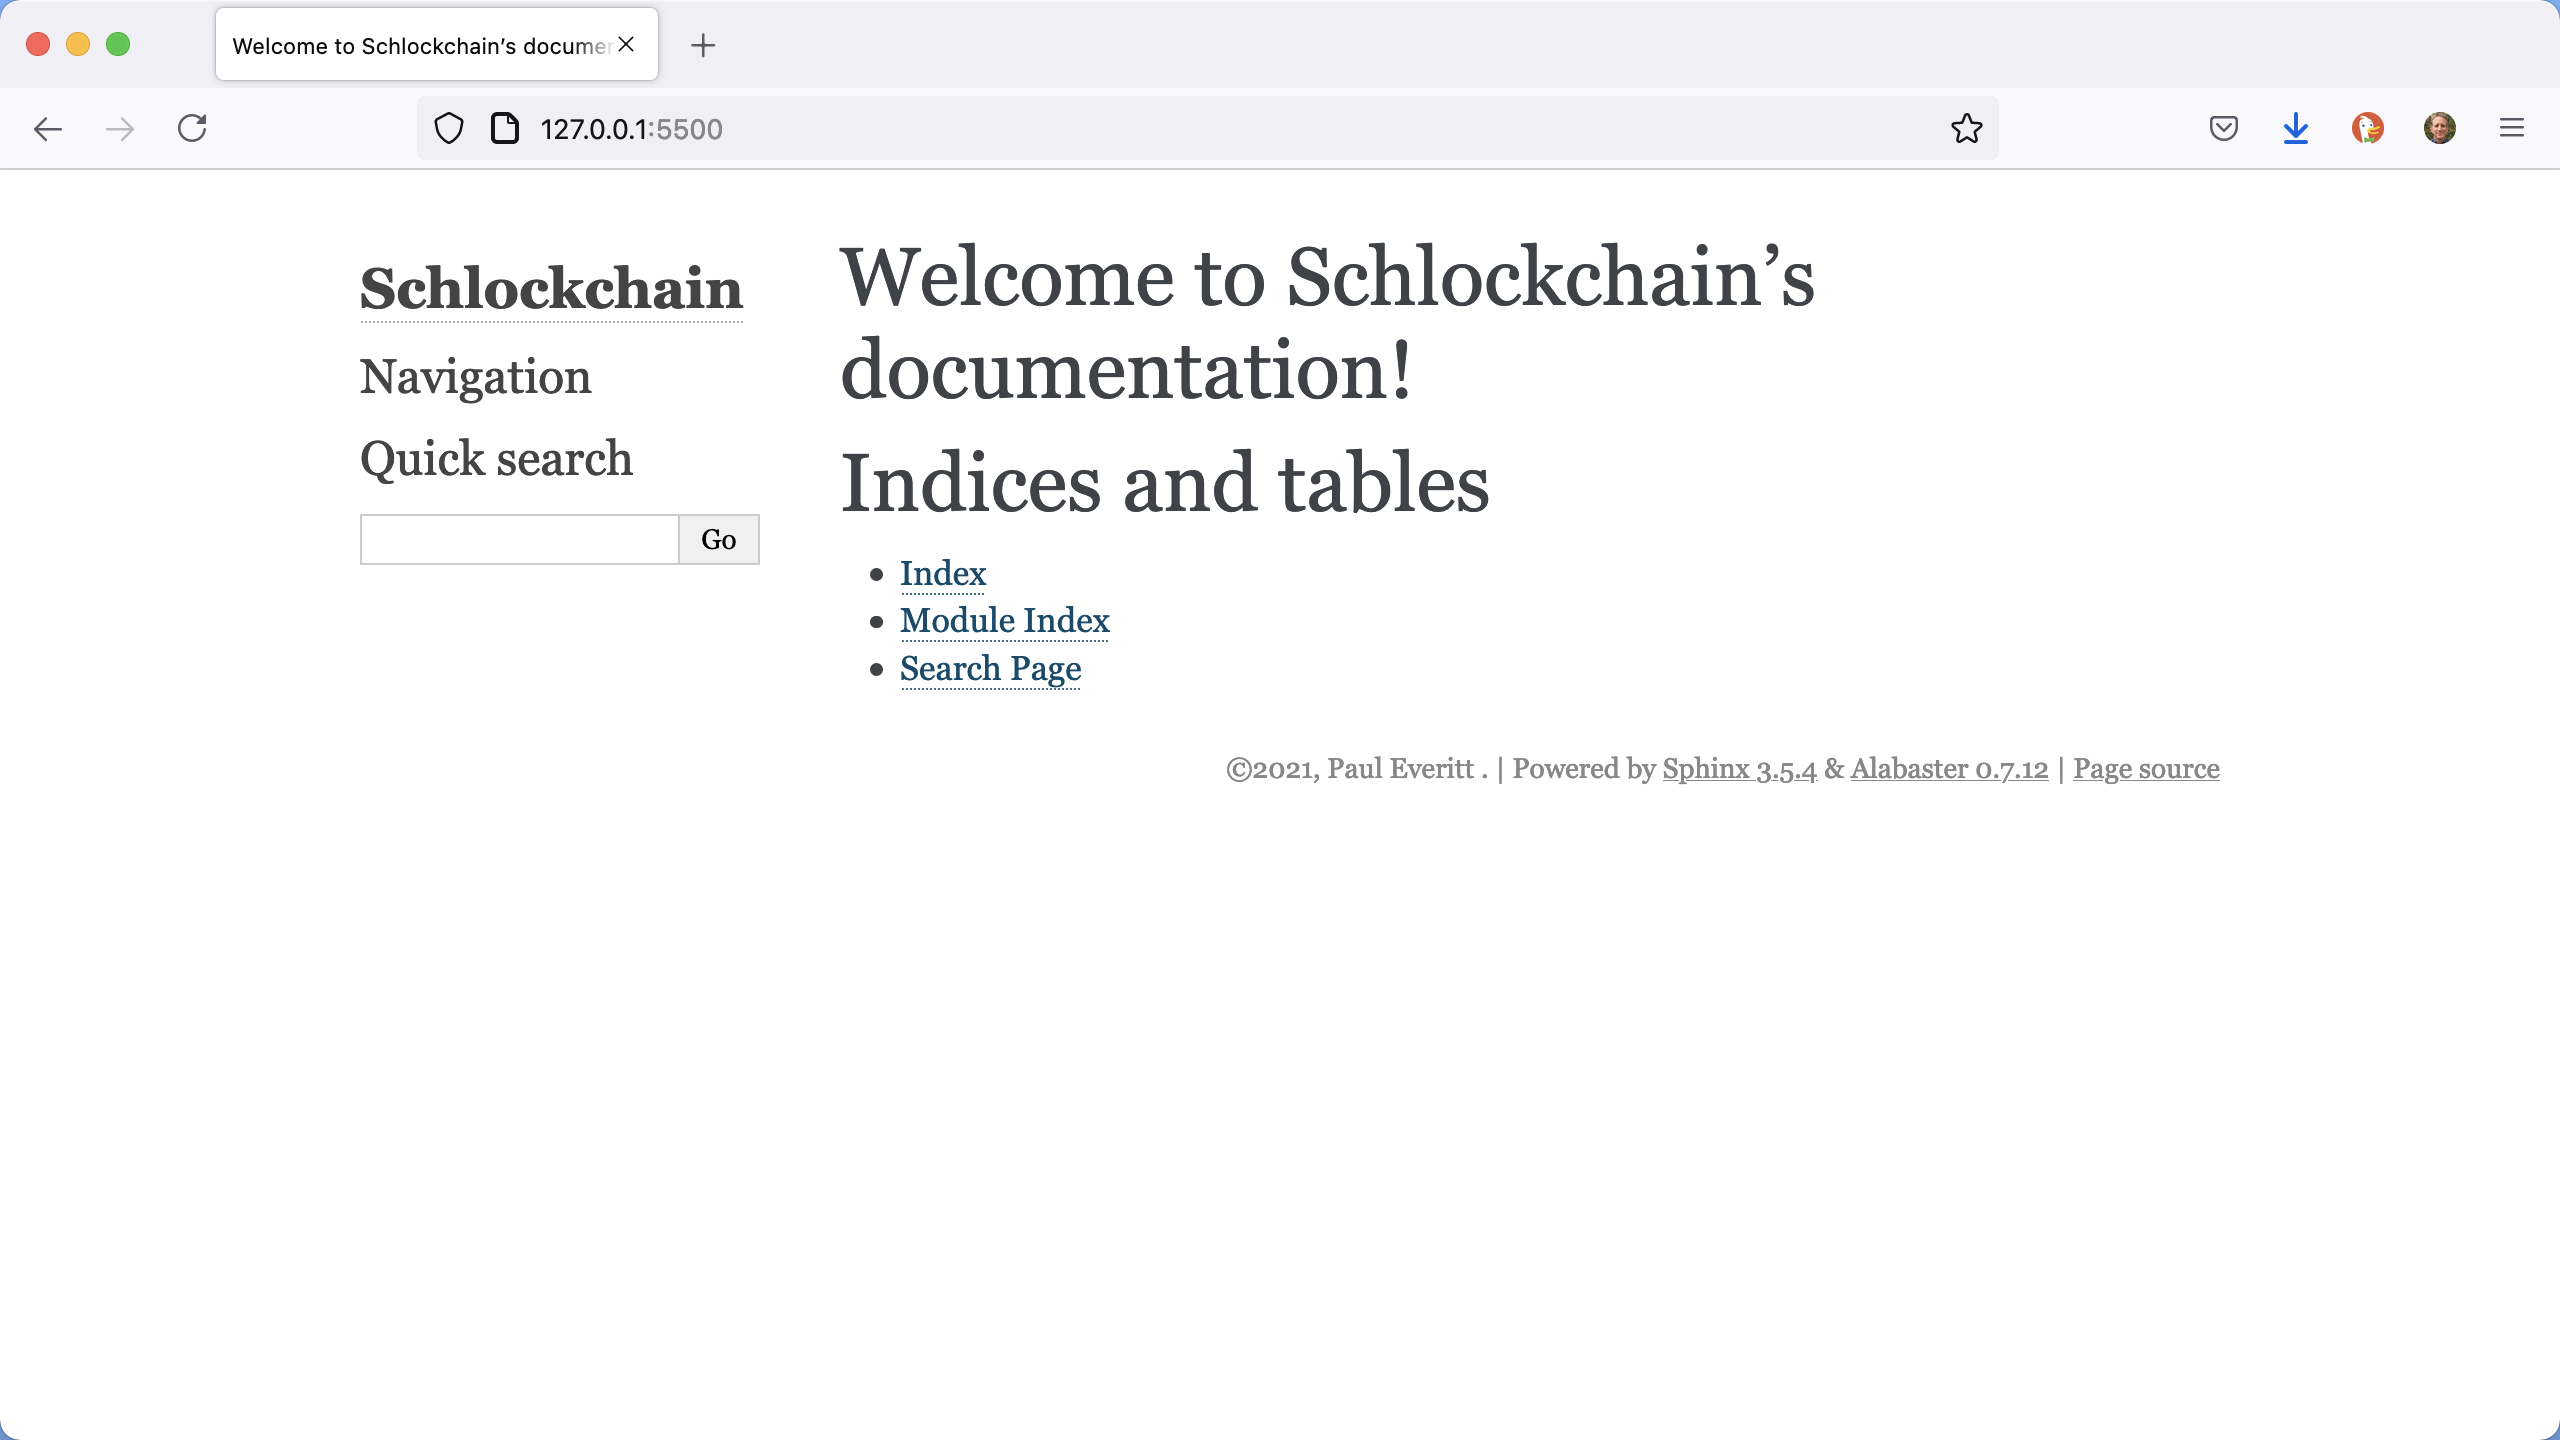 Welcome to Schlockchain's documen
127.0.0.1:5500
Schlockchain
Navigation
Quick search
Go
Welcome to Schlockchain’s
documentation!
Indices and tables
Index
Module Index
Search Page
©2021, Paul Everitt . | Powered by Sphinx 3.5.4 & Alabaster 0.7.12 | Page source